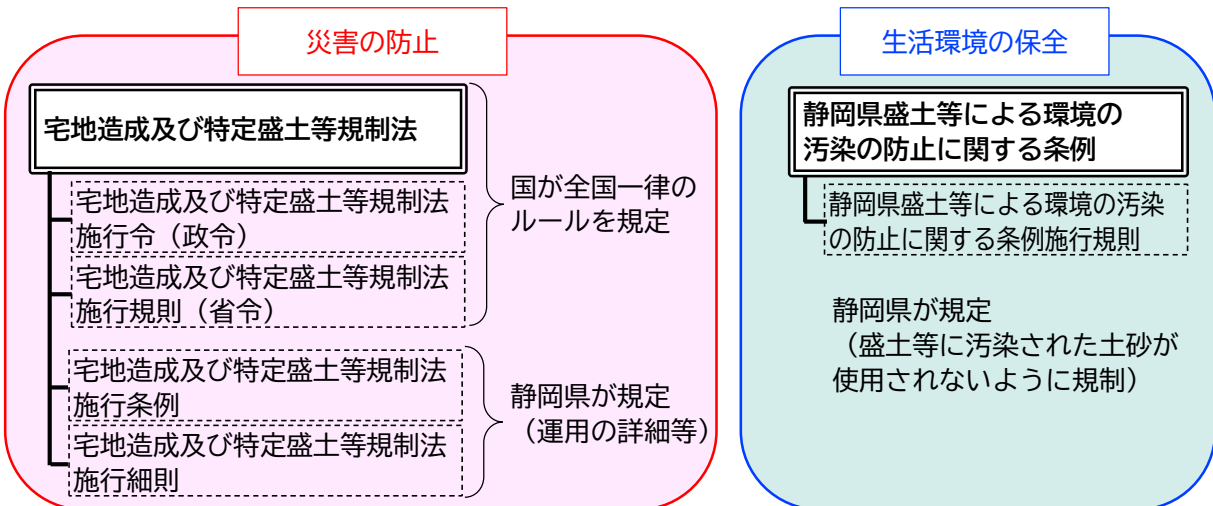 災害の防止
宅地造成及び特定盛土等規制法
宅地造成及び特定盛土等規制法
施行令（政令）
宅地造成及び特定盛土等規制法
施行規則（省令）
国が全国一律の
ルールを規定
宅地造成及び特定盛土等規制法
施行条例
宅地造成及び特定盛土等規制法
施行細則
静岡県が規定
（運用の詳細等）
生活環境の保全
静岡県盛土等による環境の
汚染の防止に関する条例
静岡県盛土等による環境の汚染
の防止に関する条例施行規則
静岡県が規定
（盛土等に汚染された土砂が
使用されないように規制）